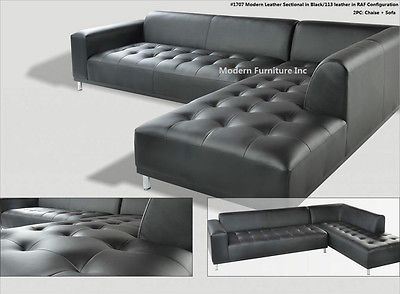 #1707 Modern Leather Sectional in Black/113 leather in RAF Configuration
2PC: Chaise + Sofa
Modern Furniture Inc